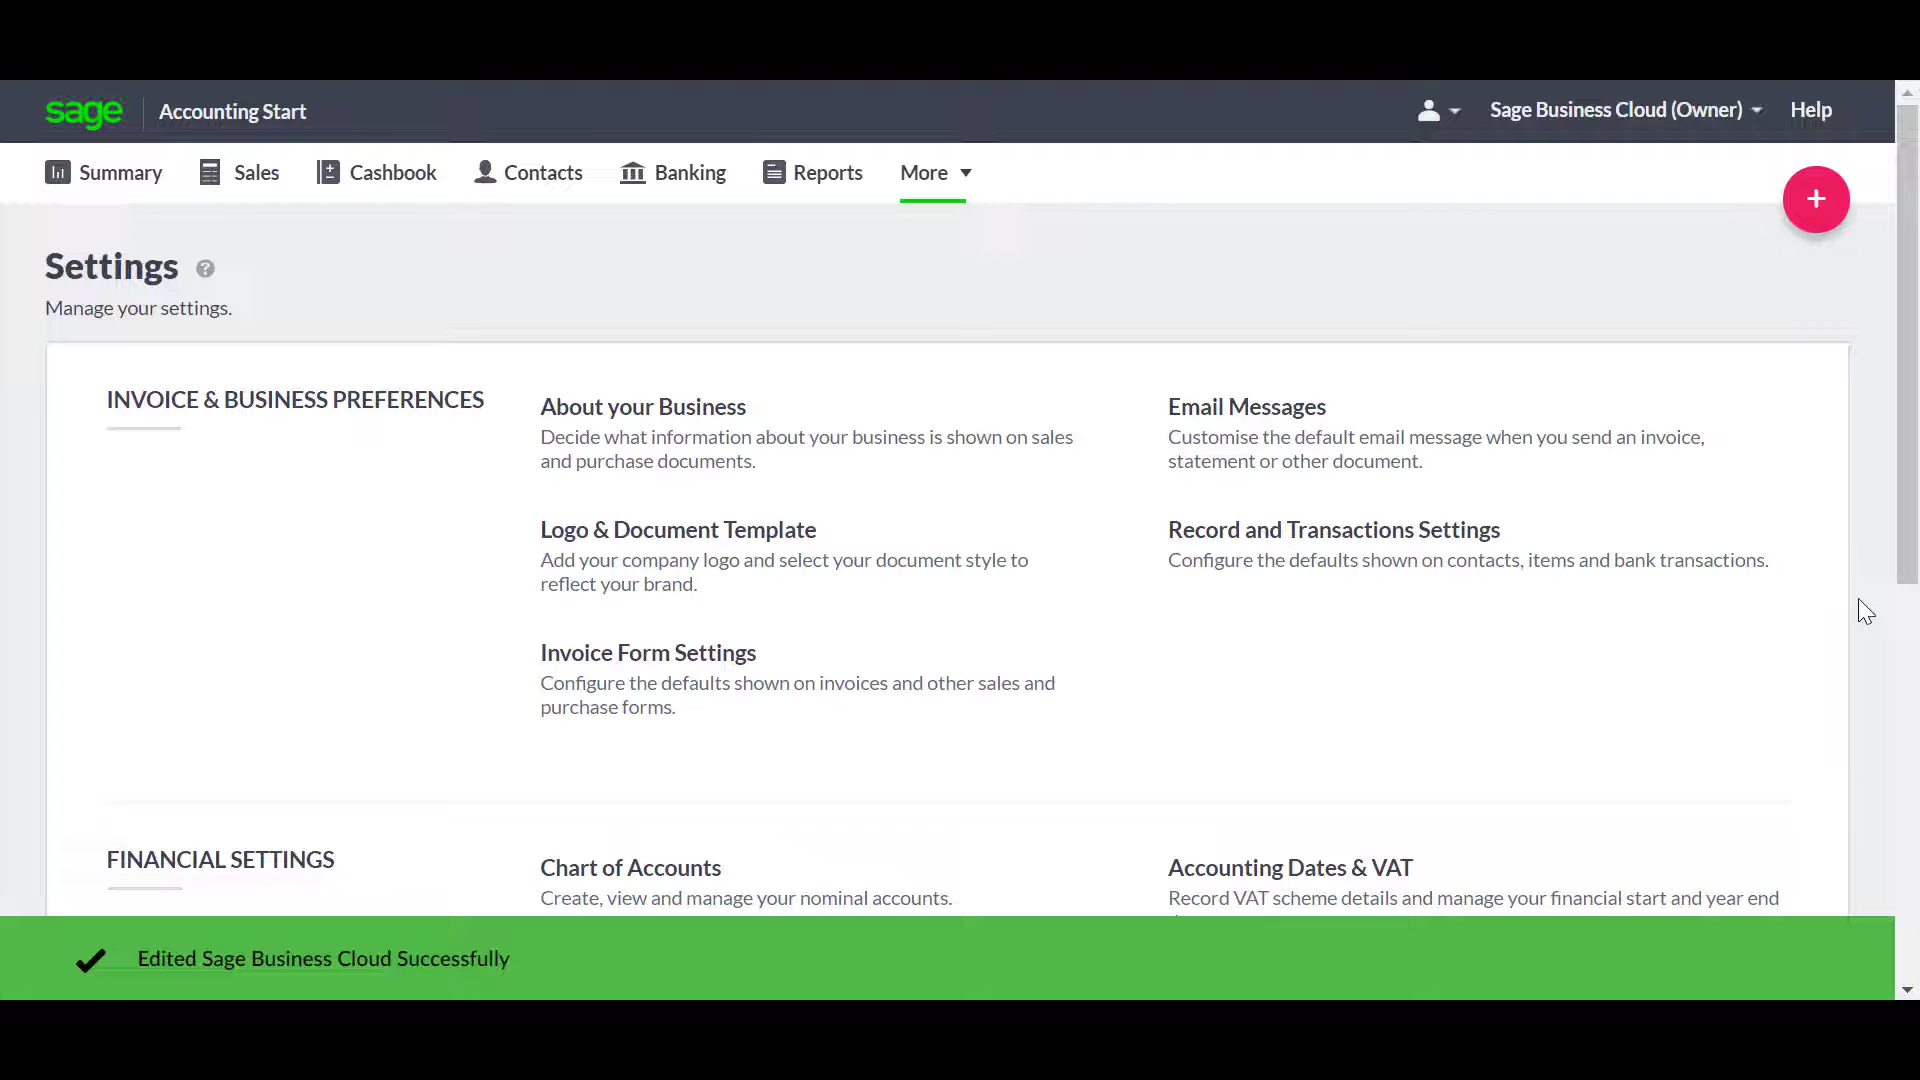 sage Accounting Start Sage Business Cloud (Owner) Help
Summary Sales Cashbook Contacts Banking Reports More
+
Settings ?
Manage your settings.
INVOICE & BUSINESS PREFERENCES
About your Business
Decide what information about your business is shown on sales
and purchase documents.
Email Messages
Customise the default email message when you send an invoice,
statement or other document.
Logo & Document Template
Add your company logo and select your document style to
reflect your brand.
Record and Transactions Settings
Configure the defaults shown on contacts, items and bank transactions.
Invoice Form Settings
Configure the defaults shown on invoices and other sales and
purchase forms.
FINANCIAL SETTINGS
Chart of Accounts
Create, view and manage your nominal accounts.
Accounting Dates & VAT
Record VAT scheme details and manage your financial start and year end
Edited Sage Business Cloud Successfully